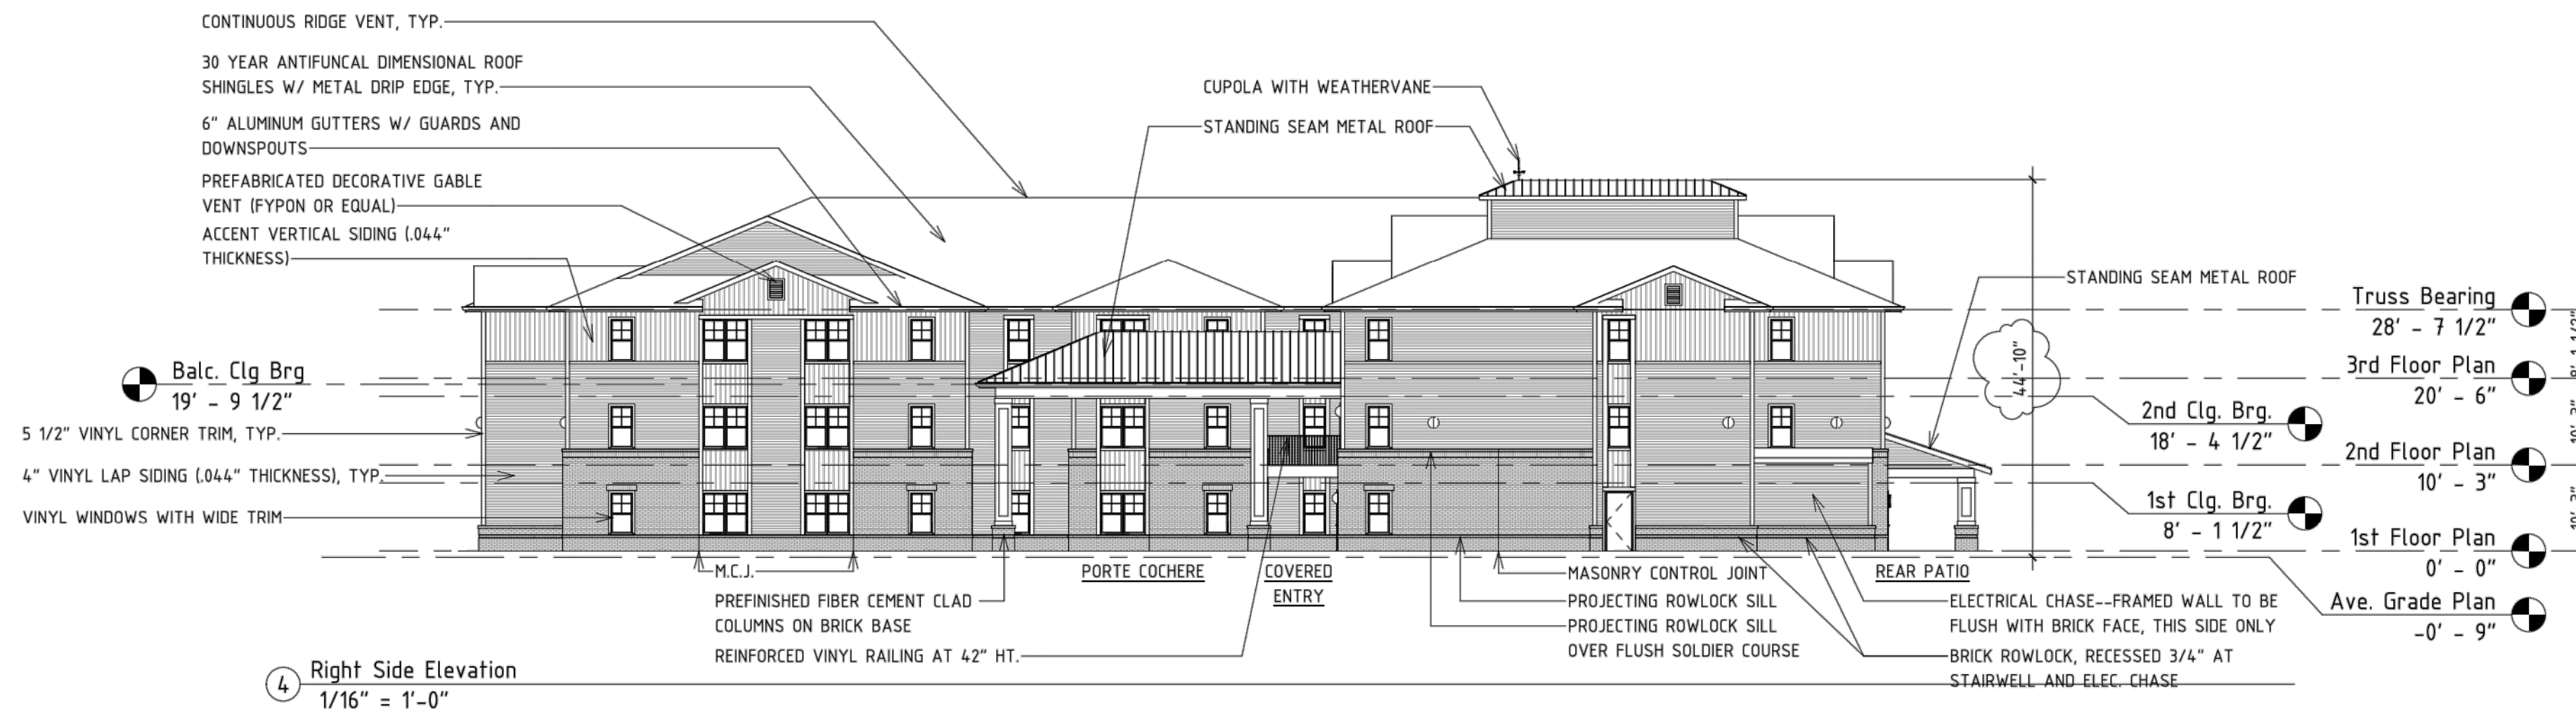 CONTINUOUS RIDGE VENT, TYP.
30 YEAR ANTIFUNCAL DIMENSIONAL ROOF
SHINGLES W/ METAL DRIP EDGE, TYP.
6" ALUMINUM GUTTERS W/ GUARDS AND
DOWNSPOUTS
PREFABRICATED DECORATIVE GABLE
VENT (FYPON OR EQUAL)
ACCENT VERTICAL SIDING (.044"
THICKNESS)
CUPOLA WITH WEATHERVANE
STANDING SEAM METAL ROOF
Balc. Clg Brg
19' - 9 1/2"
5 1/2" VINYL CORNER TRIM, TYP.
4" VINYL LAP SIDING (.044" THICKNESS), TYP.
VINYL WINDOWS WITH WIDE TRIM
44'-10"
STANDING SEAM METAL ROOF
Truss Bearing
28' - 7 1/2"
3rd Floor Plan
20' - 6"
2nd Clg. Brg.
18' - 4 1/2"
2nd Floor Plan
10' - 3"
1st Clg. Brg.
8' - 1 1/2"
1st Floor Plan
0' - 0"
Ave. Grade Plan
-0' - 9"
M.C.J.
PREFINISHED FIBER CEMENT CLAD
COLUMNS ON BRICK BASE
REINFORCED VINYL RAILING AT 42" HT.
PORTE COCHERE
COVERED
ENTRY
MASONRY CONTROL JOINT
PROJECTING ROWLOCK SILL
PROJECTING ROWLOCK SILL
OVER FLUSH SOLDIER COURSE
REAR PATIO
ELECTRICAL CHASE--FRAMED WALL TO BE
FLUSH WITH BRICK FACE, THIS SIDE ONLY
BRICK ROWLOCK, RECESSED 3/4" AT
STAIRWELL AND ELEC. CHASE
4
Right Side Elevation
1/16" = 1'-0"